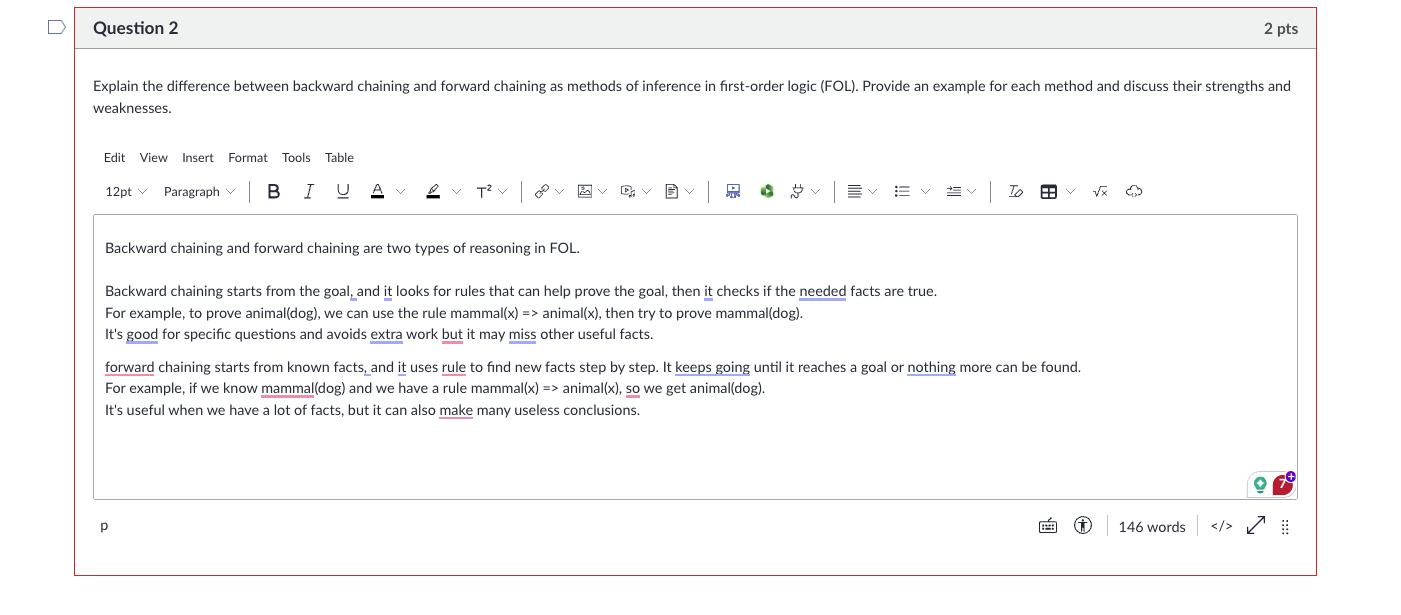 Question 2 2 pts
Explain the difference between backward chaining and forward chaining as methods of inference in first-order logic (FOL). Provide an example for each method and discuss their strengths and
weaknesses.
Edit View Insert Format Tools Table
12pt Paragraph B I U A T²
Backward chaining and forward chaining are two types of reasoning in FOL.
Backward chaining starts from the goal, and it looks for rules that can help prove the goal, then it checks if the needed facts are true.
For example, to prove animal(dog), we can use the rule mammal(x) => animal(x), then try to prove mammal(dog).
It's good for specific questions and avoids extra work but it may miss other useful facts.
forward chaining starts from known facts, and it uses rule to find new facts step by step. It keeps going until it reaches a goal or nothing more can be found.
For example, if we know mammal(dog) and we have a rule mammal(x) => animal(x), so we get animal(dog).
It's useful when we have a lot of facts, but it can also make many useless conclusions.
7
p 146 words </>